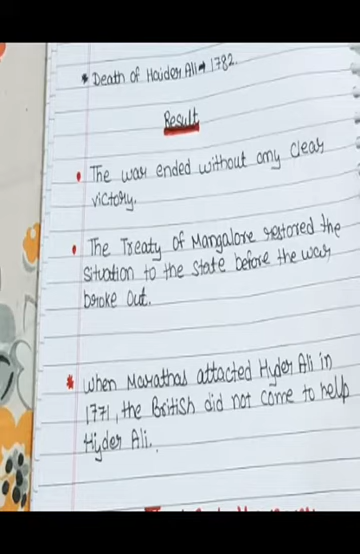 * Death of Haider Ali → 1782.
Result
• The war ended without any clear
victory.
• The Treaty of Mangalore restored the
situation to the state before the war
broke out.
* When Marathas attacted Hyder Ali in
1771, the British did not come to help
Hyder Ali.